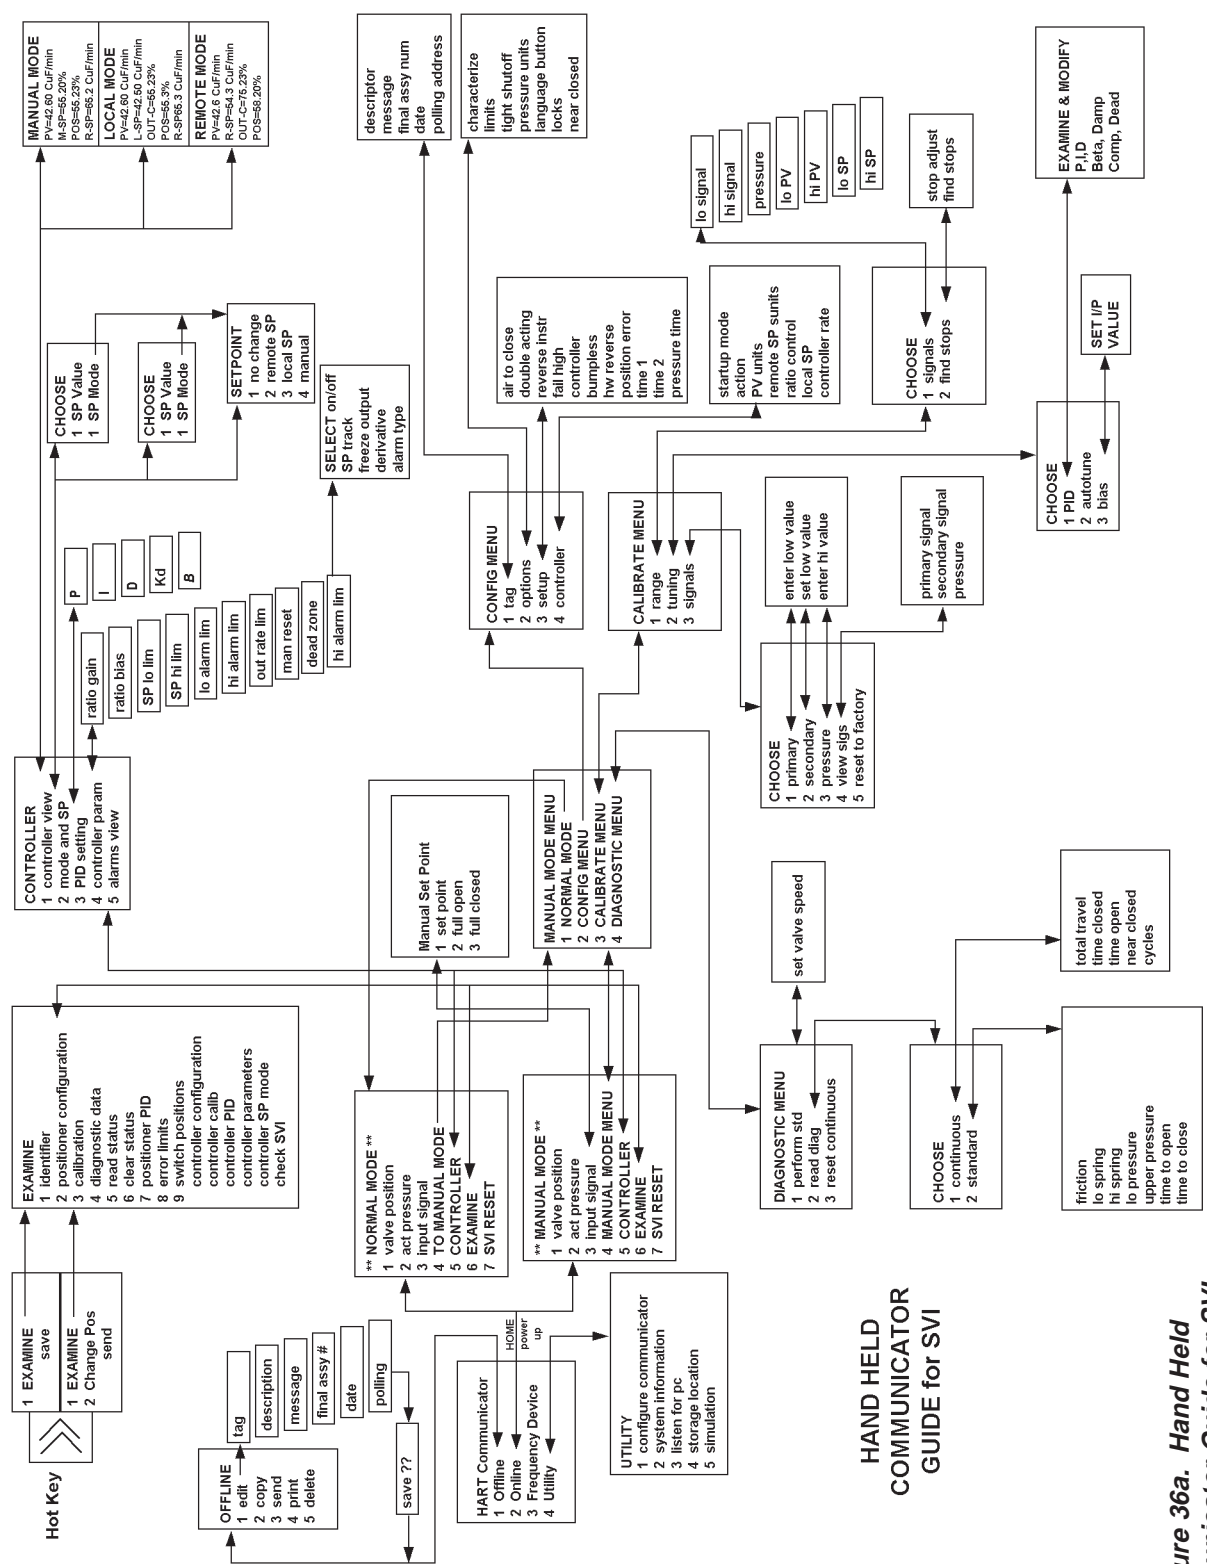 Hot Key
1 EXAMINE
save
1 EXAMINE
2 Change Pos
send
EXAMINE
1 identifier
2 positioner configuration
3 calibration
4 diagnostic data
5 read status
6 clear status
7 positioner PID
8 error limits
9 switch positions
controller configuration
controller calib
controller PID
controller parameters
controller SP mode
check SVI
CONTROLLER
1 controller view
2 mode and SP
3 PID setting
4 controller param
5 alarms view
MANUAL MODE
PV=42.60 CuF/min
M-SP=55.20%
POS=55.23%
R-SP=65.2 CuF/min
LOCAL MODE
PV=42.60 CuF/min
L-SP=42.50 CuF/min
OUT-C=55.23%
POS=55.3%
R-SP65.3 CuF/min
REMOTE MODE
PV=42.6 CuF/min
R-SP=54.3 CuF/min
OUT-C=75.23%
POS=58.20%
CHOOSE
1 SP Value
1 SP Mode
CHOOSE
1 SP Value
1 SP Mode
SETPOINT
1 no change
2 remote SP
3 local SP
4 manual
P
I
D
Kd
B
ratio gain
ratio bias
SP lo lim
SP hi lim
lo alarm lim
hi alarm lim
out rate lim
man reset
dead zone
hi alarm lim
SELECT on/off
SP track
freeze output
derivative
alarm type
OFFLINE
1 edit
2 copy
3 send
4 print
5 delete
tag
description
message
final assy #
date
polling
save ??
HART Communicator
1 Offline
2 Online
3 Frequency Device
4 Utility
HOME
power
up
** NORMAL MODE **
1 valve position
2 act pressure
3 input signal
4 TO MANUAL MODE
5 CONTROLLER
6 EXAMINE
7 SVI RESET
** MANUAL MODE **
1 valve position
2 act pressure
3 input signal
4 MANUAL MODE MENU
5 CONTROLLER
6 EXAMINE
7 SVI RESET
UTILITY
1 configure communicator
2 system information
3 listen for pc
4 storage location
5 simulation
Manual Set Point
1 set point
2 full open
3 full closed
MANUAL MODE MENU
1 NORMAL MODE
2 CONFIG MENU
3 CALIBRATE MENU
4 DIAGNOSTIC MENU
CONFIG MENU
1 tag
2 options
3 setup
4 controller
descriptor
message
final assy num
date
polling address
characterize
limits
tight shutoff
pressure units
language button
locks
near closed
air to close
double acting
reverse instr
fail high
controller
bumpless
hw reverse
position error
time 1
time 2
pressure time
startup mode
action
PV units
remote SP sunits
ratio control
local SP
controller rate
CALIBRATE MENU
1 range
2 tuning
3 signals
CHOOSE
1 signals
2 find stops
lo signal
hi signal
pressure
lo PV
hi PV
lo SP
hi SP
stop adjust
find stops
CHOOSE
1 PID
2 autotune
3 bias
EXAMINE & MODIFY
P,I,D
Beta, Damp
Comp, Dead
SET I/P
VALUE
CHOOSE
1 primary
2 secondary
3 pressure
4 view sigs
5 reset to factory
enter low value
set low value
enter hi value
primary signal
secondary signal
pressure
DIAGNOSTIC MENU
1 perform std
2 read diag
3 reset continuous
set valve speed
CHOOSE
1 continuous
2 standard
total travel
time closed
time open
near closed
cycles
friction
lo spring
hi spring
lo pressure
upper pressure
time to open
time to close
HAND HELD
COMMUNICATOR
GUIDE for SVI
36a. Hand Held
Guide for SVI